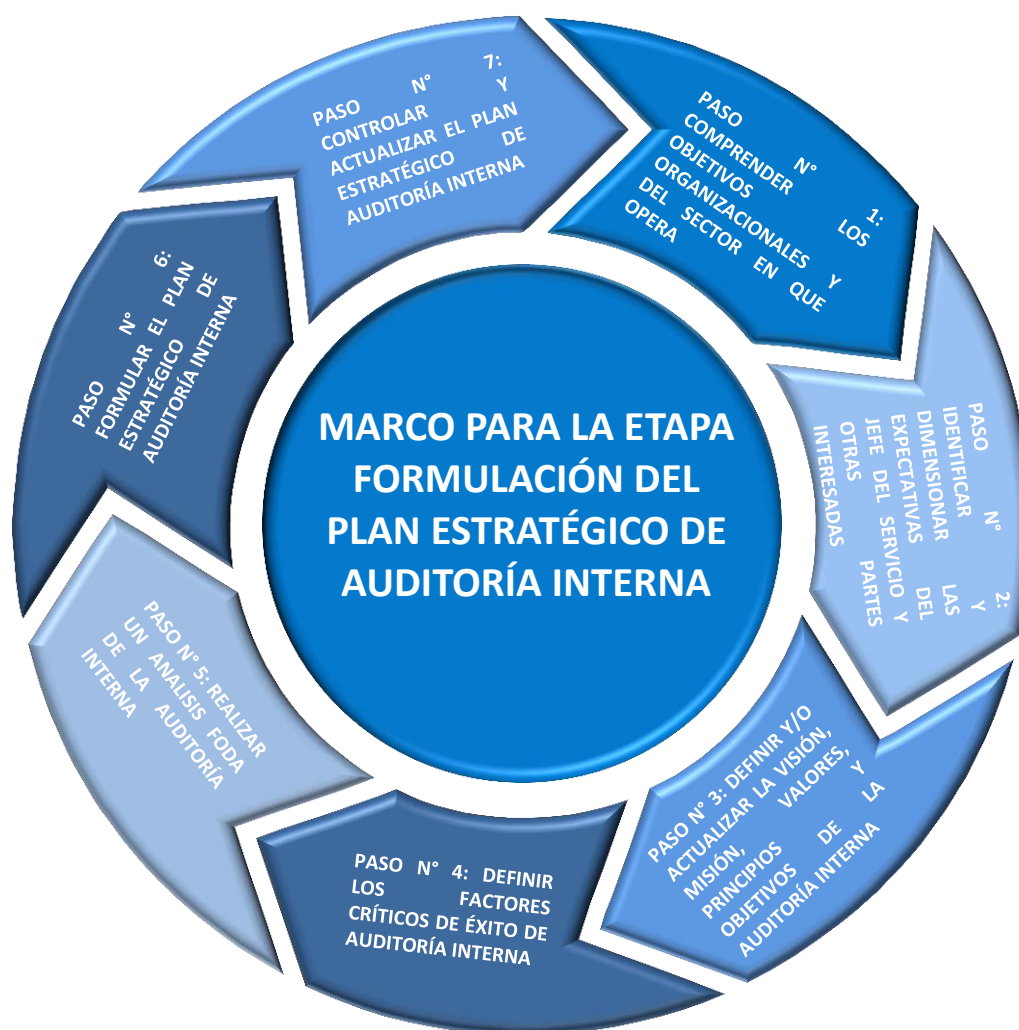 MARCO PARA LA ETAPA
FORMULACIÓN DEL
PLAN ESTRATÉGICO DE
AUDITORÍA INTERNA
PASO N° 1:
COMPRENDER LOS
OBJETIVOS
ORGANIZACIONALES Y
DEL SECTOR EN QUE
OPERA
PASO N° 2:
IDENTIFICAR Y
DIMENSIONAR LAS
EXPECTATIVAS DEL
JEFE DEL SERVICIO Y
OTRAS PARTES
INTERESADAS
PASO N° 3: DEFINIR Y/O
ACTUALIZAR LA VISIÓN,
MISIÓN, VALORES,
PRINCIPIOS Y
OBJETIVOS DE LA
AUDITORÍA INTERNA
PASO N° 4: DEFINIR
LOS FACTORES
CRÍTICOS DE ÉXITO DE
AUDITORÍA INTERNA
PASO N° 5: REALIZAR
UN ANALISIS FODA
DE LA AUDITORÍA
INTERNA
PASO N° 6:
FORMULAR EL PLAN
ESTRATÉGICO DE
AUDITORÍA INTERNA
PASO N° 7:
CONTROLAR Y
ACTUALIZAR EL PLAN
ESTRATÉGICO DE
AUDITORÍA INTERNA